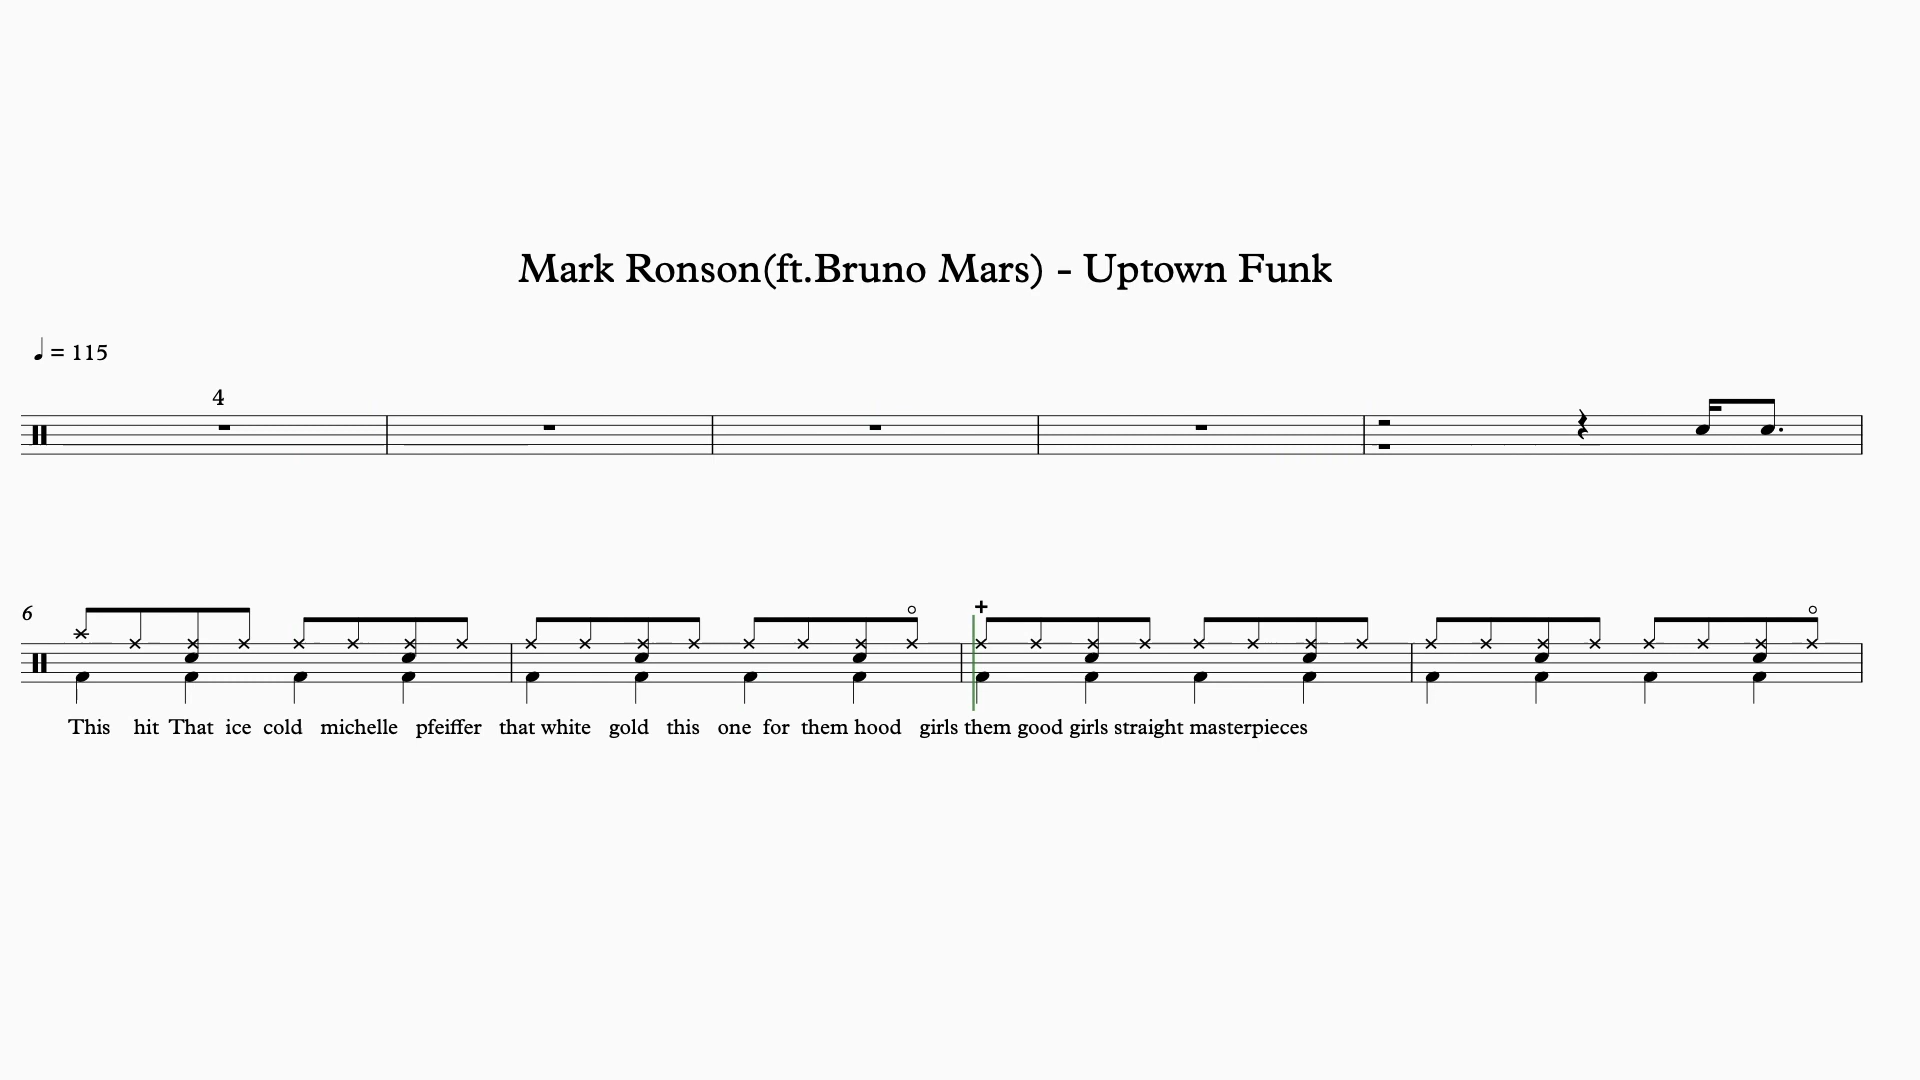 Mark Ronson(ft.Bruno Mars) - Uptown Funk
= 115
4
6
This hit That ice cold michelle pfeiffer that white gold this one for them hood girls them good girls straight masterpieces